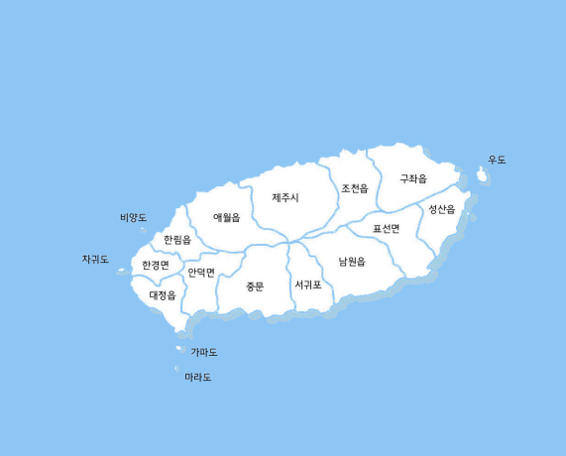 우도
구좌읍
조천읍
제주시
성산읍
애월읍
비양도
표선면
한림읍
차귀도
남원읍
한경면
안덕면
서귀포
중문
대정읍
가파도
마라도